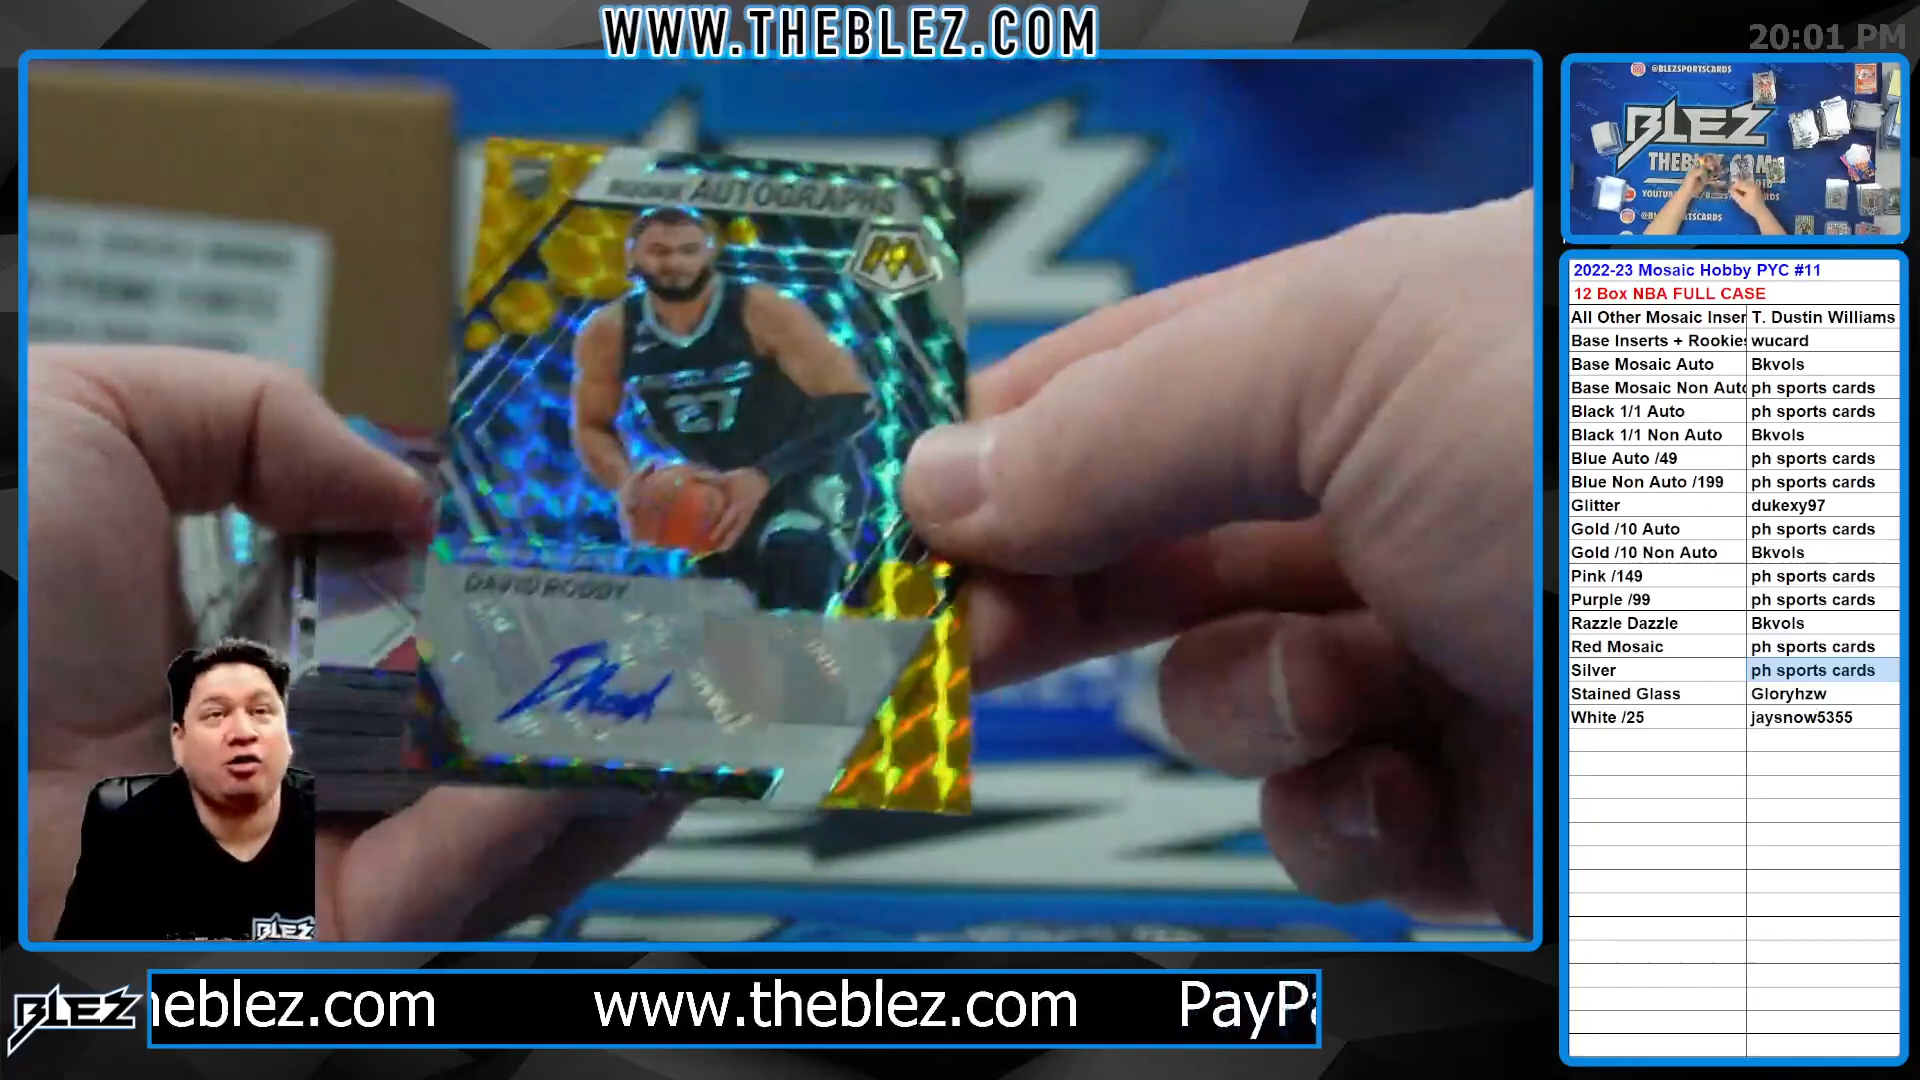 WWW.THEBLEZ.COM
20:01 PM
@BLEZSPORTSCARDS
BLEZ
THEBLEZ.COM
ROOKIE AUTOGRAPHS
27
DAVID RODDY
2022-23 Mosaic Hobby PYC #11
12 Box NBA FULL CASE
All Other Mosaic Inser T. Dustin Williams
Base Inserts + Rookies wucard
Base Mosaic Auto Bkvols
Base Mosaic Non Auto ph sports cards
Black 1/1 Auto ph sports cards
Black 1/1 Non Auto Bkvols
Blue Auto /49 ph sports cards
Blue Non Auto /199 ph sports cards
Glitter dukexy97
Gold /10 Auto ph sports cards
Gold /10 Non Auto Bkvols
Pink /149 ph sports cards
Purple /99 ph sports cards
Razzle Dazzle Bkvols
Red Mosaic ph sports cards
Silver ph sports cards
Stained Glass Gloryhzw
White /25 jaysnow5355
BLEZ
BLEZ
heblez.com www.theblez.com PayPa